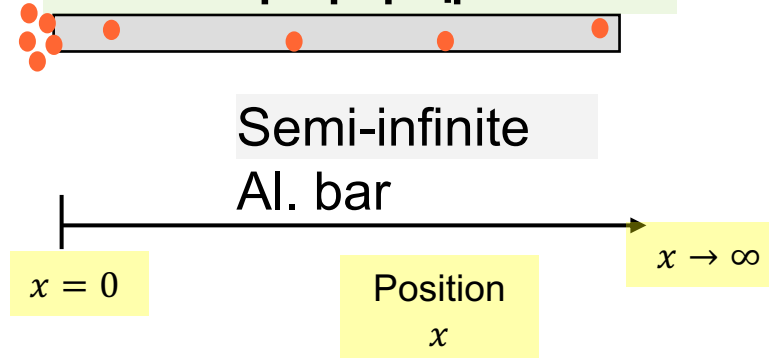 Semi-infinite
Al. bar
x = 0
x → ∞
Position
x